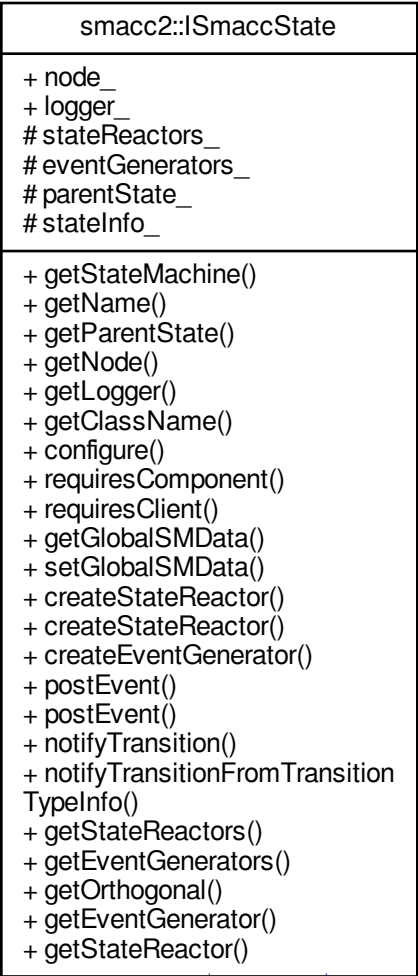 smacc2::ISmaccState
+ node_
+ logger_
# stateReactors_
# eventGenerators_
# parentState_
# stateInfo_
+ getStateMachine()
+ getName()
+ getParentState()
+ getNode()
+ getLogger()
+ getClassName()
+ configure()
+ requiresComponent()
+ requiresClient()
+ getGlobalSMData()
+ setGlobalSMData()
+ createStateReactor()
+ createStateReactor()
+ createEventGenerator()
+ postEvent()
+ postEvent()
+ notifyTransition()
+ notifyTransitionFromTransition
TypeInfo()
+ getStateReactors()
+ getEventGenerators()
+ getOrthogonal()
+ getEventGenerator()
+ getStateReactor()